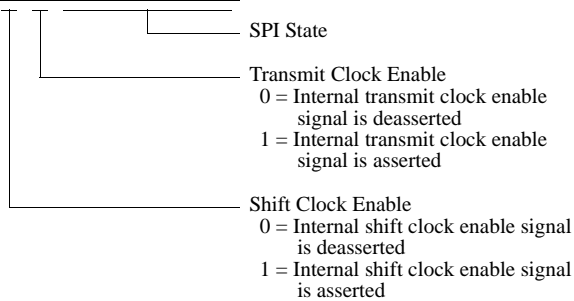 SPI State
Transmit Clock Enable
0 = Internal transmit clock enable
signal is deasserted
1 = Internal transmit clock enable
signal is asserted
Shift Clock Enable
0 = Internal shift clock enable signal
is deasserted
1 = Internal shift clock enable signal
is asserted